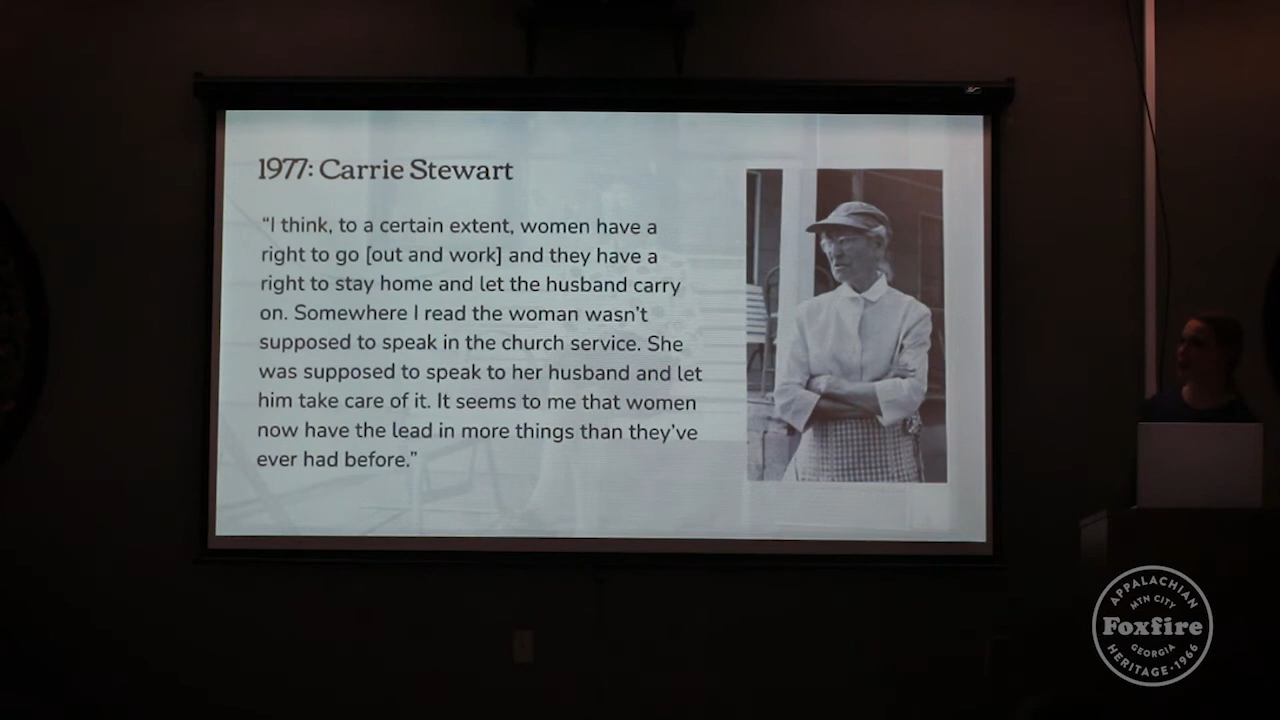 1977: Carrie Stewart
“I think, to a certain extent, women have a
right to go [out and work] and they have a
right to stay home and let the husband carry
on. Somewhere I read the woman wasn’t
supposed to speak in the church service. She
was supposed to speak to her husband and let
him take care of it. It seems to me that women
now have the lead in more things than they’ve
ever had before.”
APPALACHIAN
MTN CITY
Foxfire
GEORGIA
HERITAGE · 1966